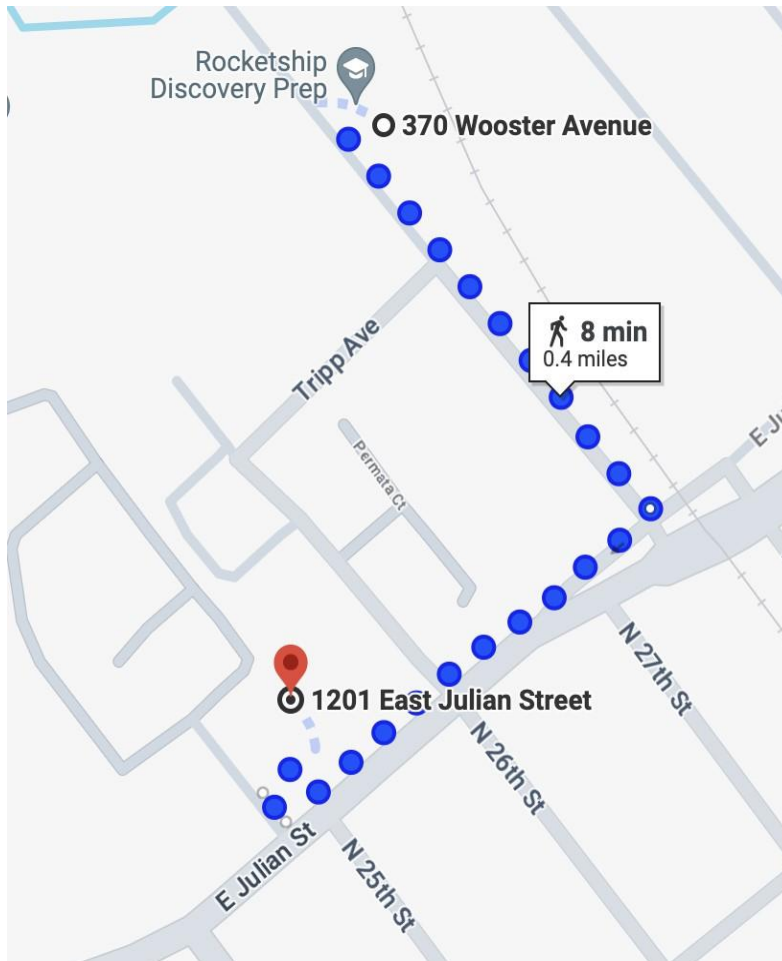 Rocketship
Discovery Prep
370 Wooster Avenue
8 min
0.4 miles
Tripp Ave
E Ju
Permata Ct
N 27th St
1201 East Julian Street
N 26th St
E Julian St
N 25th St